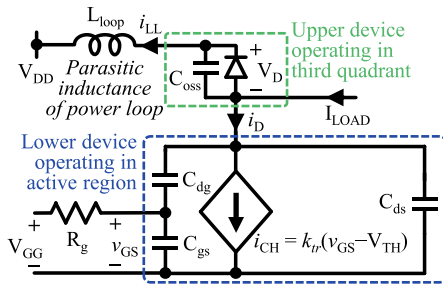 L_loop
i_LL
Upper device
operating in
third quadrant
V_DD
Parasitic
inductance
of power loop
C_oss
+
V_D
−
i_D
I_LOAD
Lower device
operating in
active region
C_dg
C_ds
+
V_GG
−
R_g
+
v_GS
−
C_gs
i_CH = k_tr(v_GS−V_TH)